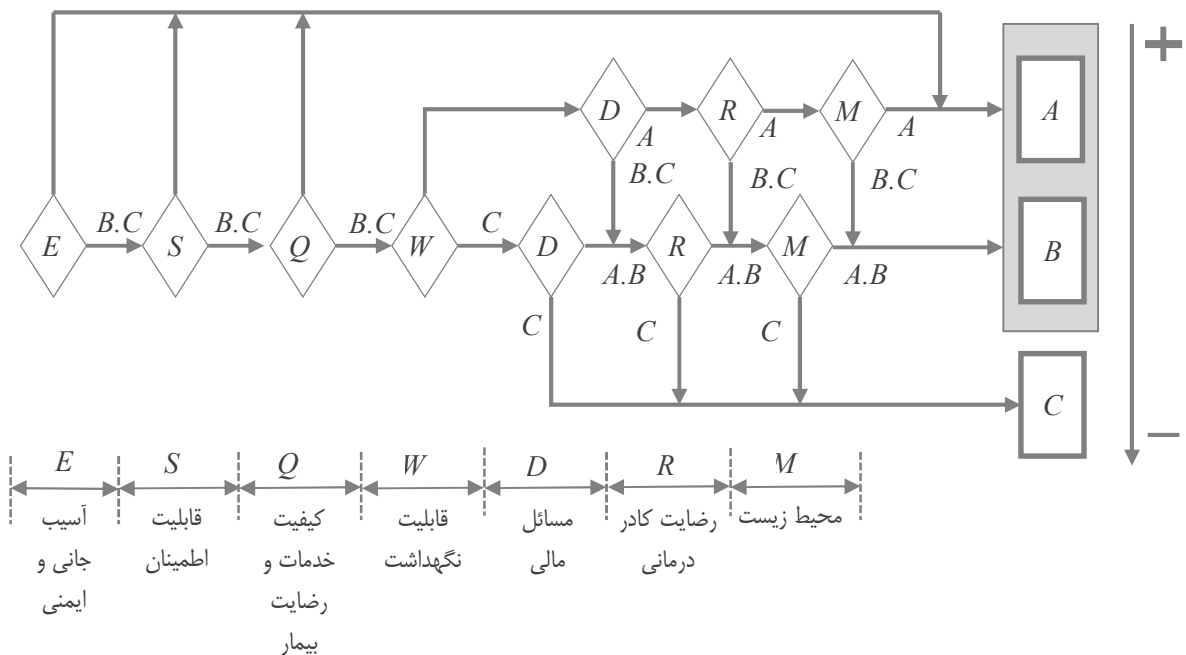 D
R
M
A
A
A
A
B.C
B.C
B.C
E
B.C
S
B.C
Q
B.C
W
C
D
R
M
B
A.B
A.B
A.B
C
C
C
C
E
S
Q
W
D
R
M
آسیب
جانی و
ایمنی
قابلیت
اطمینان
کیفیت
خدمات و
رضایت
بیمار
قابلیت
نگهداشت
مسائل
مالی
رضایت کادر
درمانی
محیط زیست